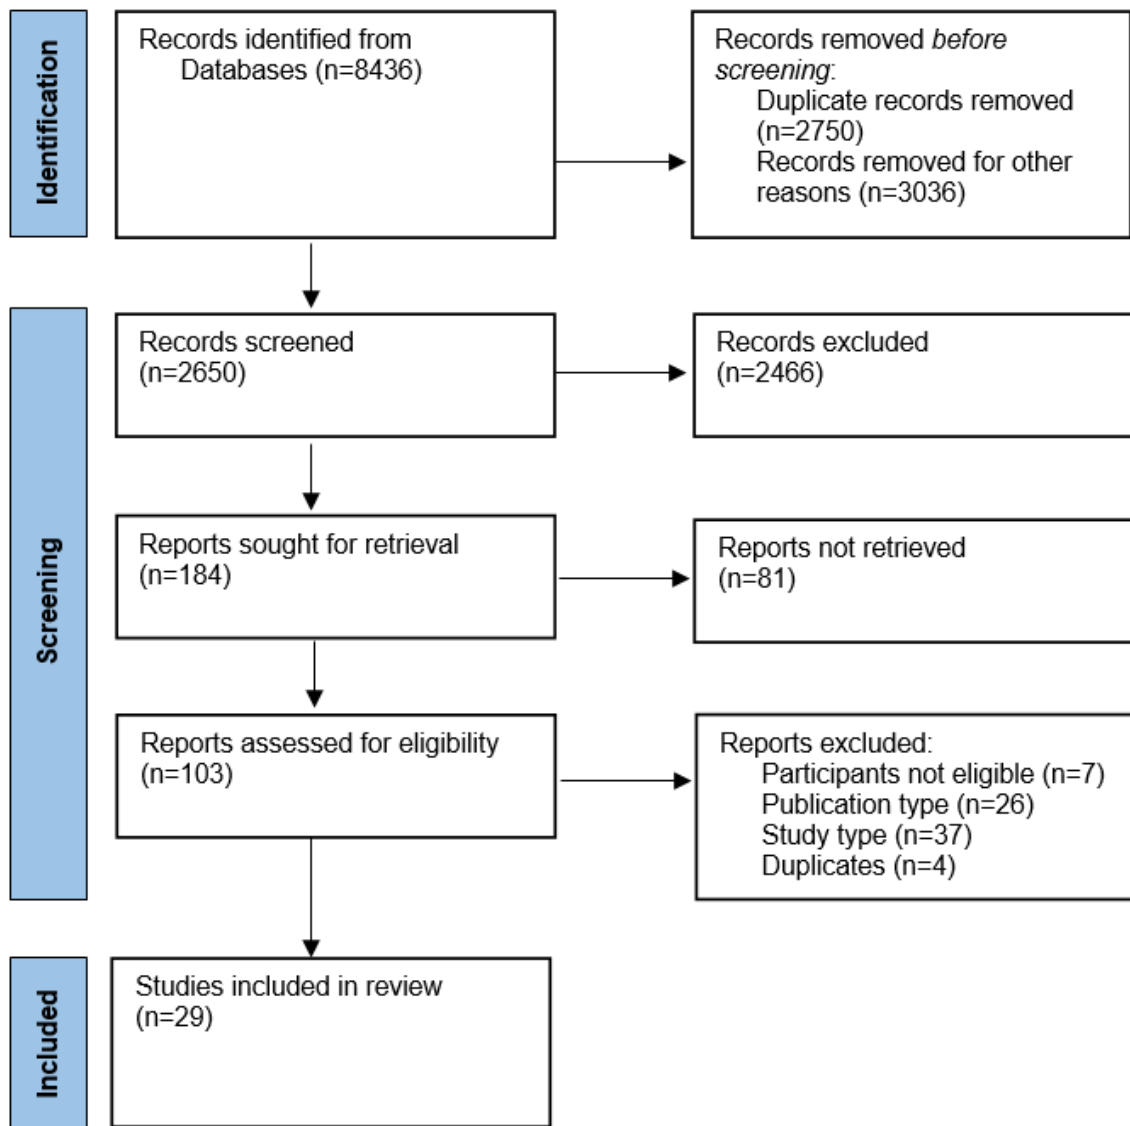 Identification
Records identified from
Databases (n=8436)
Records removed before
screening:
Duplicate records removed
(n=2750)
Records removed for other
reasons (n=3036)
Screening
Records screened
(n=2650)
Records excluded
(n=2466)
Reports sought for retrieval
(n=184)
Reports not retrieved
(n=81)
Reports assessed for eligibility
(n=103)
Reports excluded:
Participants not eligible (n=7)
Publication type (n=26)
Study type (n=37)
Duplicates (n=4)
Included
Studies included in review
(n=29)